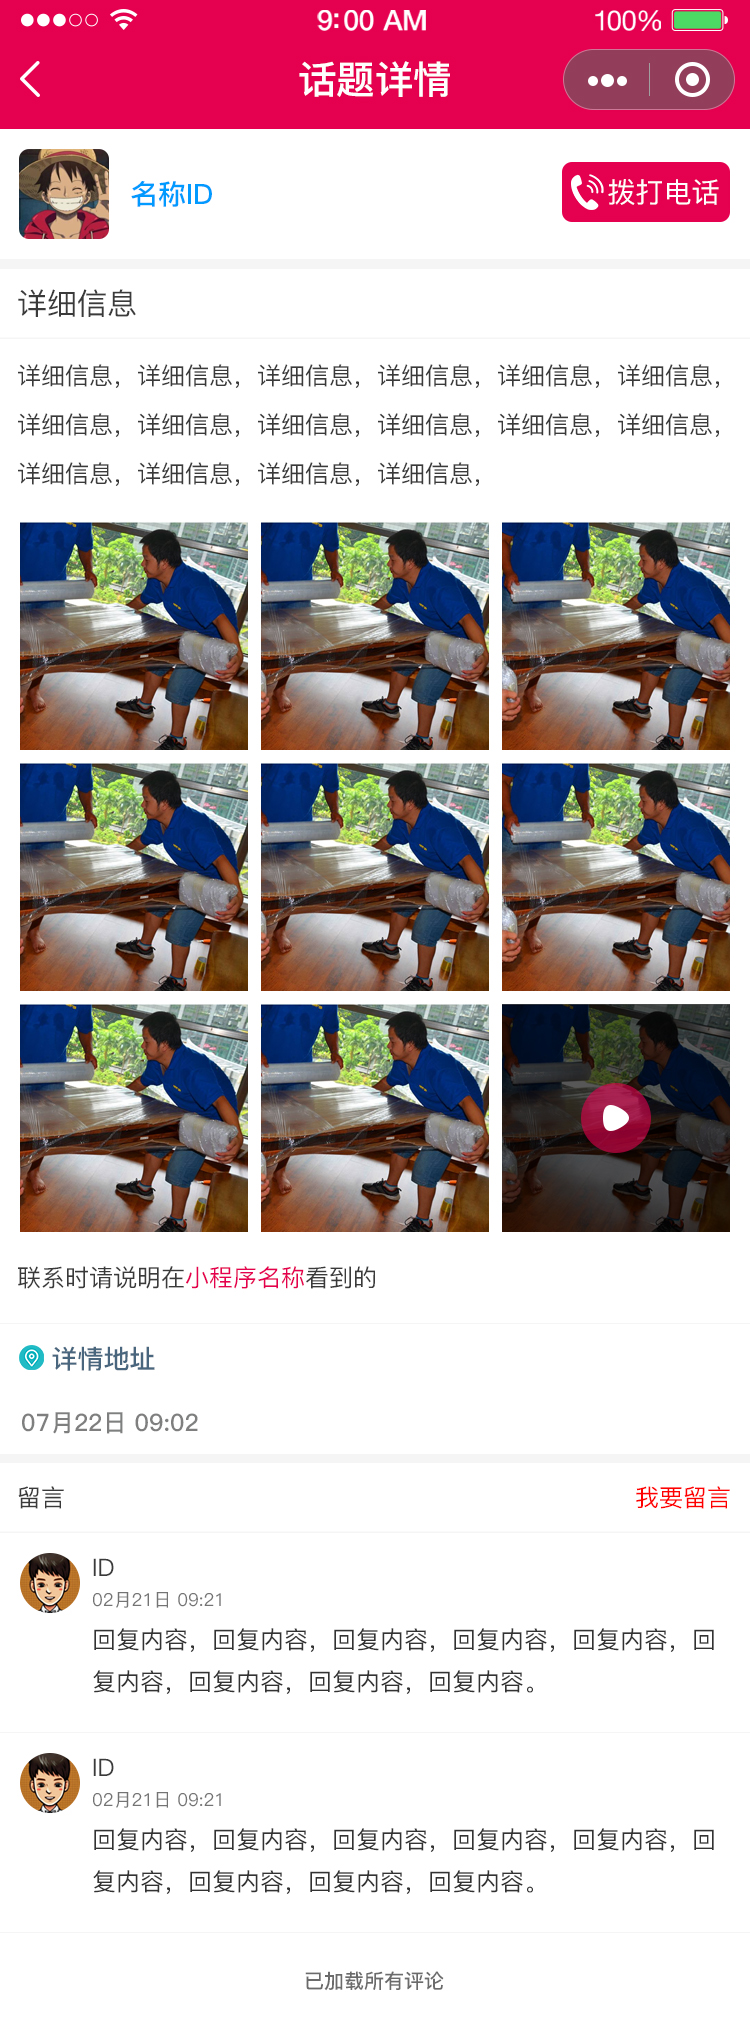 9:00 AM
100%
话题详情
名称ID
拨打电话
详细信息
详细信息，详细信息，详细信息，详细信息，详细信息，详细信息，
详细信息，详细信息，详细信息，详细信息，详细信息，详细信息，
详细信息，详细信息，详细信息，详细信息，
联系时请说明在小程序名称看到的
详情地址
07月22日 09:02
留言
我要留言
ID
02月21日 09:21
回复内容，回复内容，回复内容，回复内容，回复内容，回
复内容，回复内容，回复内容，回复内容。
ID
02月21日 09:21
回复内容，回复内容，回复内容，回复内容，回复内容，回
复内容，回复内容，回复内容，回复内容。
已加载所有评论